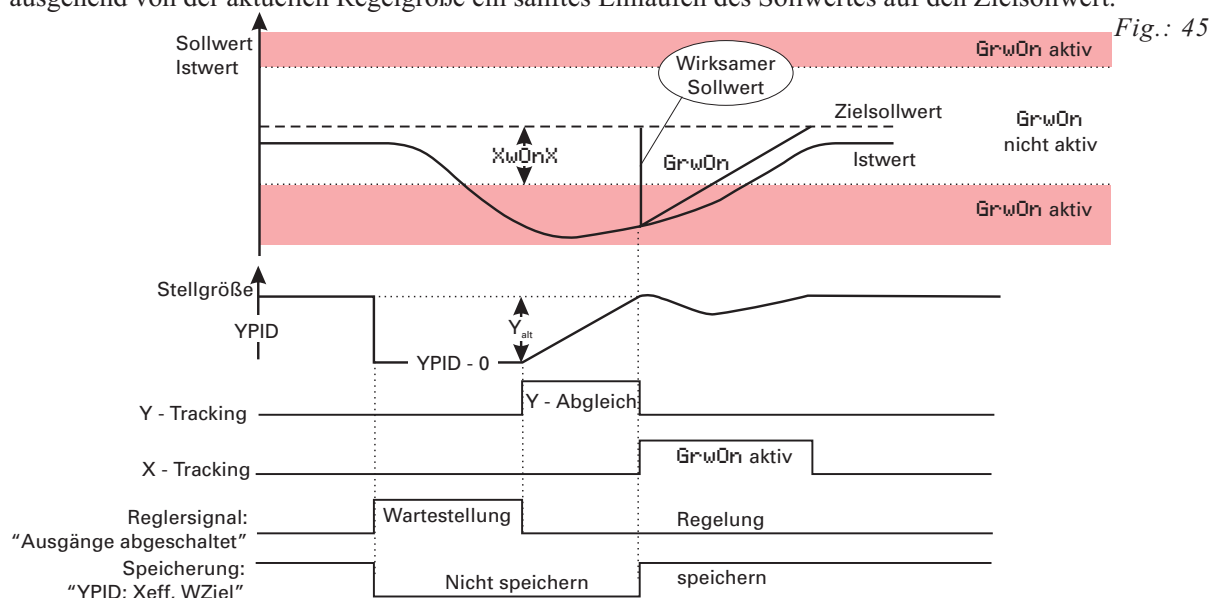 ausgehend von der aktuellen Regelgröße ein sanftes Einlaufen des Sollwertes auf den Zielsollwert.
Fig.: 45
Sollwert
Istwert
GrwOn aktiv
Wirksamer
Sollwert
Zielsollwert
XwOnX
GrwOn
GrwOn
nicht aktiv
Istwert
GrwOn aktiv
Stellgröße
YPID
Yalt
YPID - 0
Y - Abgleich
Y - Tracking
GrwOn aktiv
X - Tracking
Reglersignal:
"Ausgänge abgeschaltet"
Wartestellung
Regelung
Speicherung:
"YPID; Xeff, WZiel"
Nicht speichern
speichern